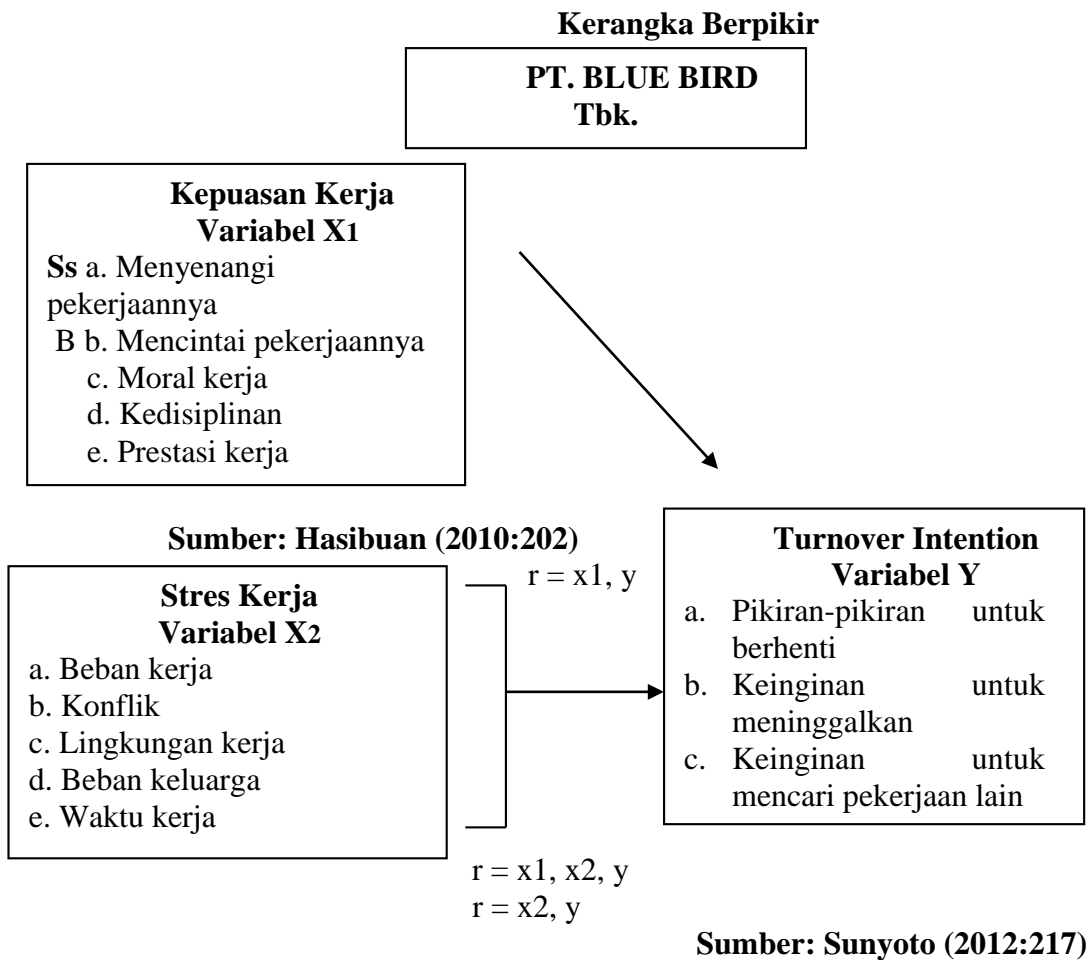 Kerangka Berpikir
PT. BLUE BIRD
Tbk.
Kepuasan Kerja
Variabel X1
Ss a. Menyenangi
pekerjaannya
B b. Mencintai pekerjaannya
c. Moral kerja
d. Kedisiplinan
e. Prestasi kerja
Sumber: Hasibuan (2010:202)
Stres Kerja
Variabel X2
a. Beban kerja
b. Konflik
c. Lingkungan kerja
d. Beban keluarga
e. Waktu kerja
r = x1, y
r = x1, x2, y
r = x2, y
Turnover Intention
Variabel Y
a. Pikiran-pikiran untuk
berhenti
b. Keinginan untuk
meninggalkan
c. Keinginan untuk
mencari pekerjaan lain
Sumber: Sunyoto (2012:217)